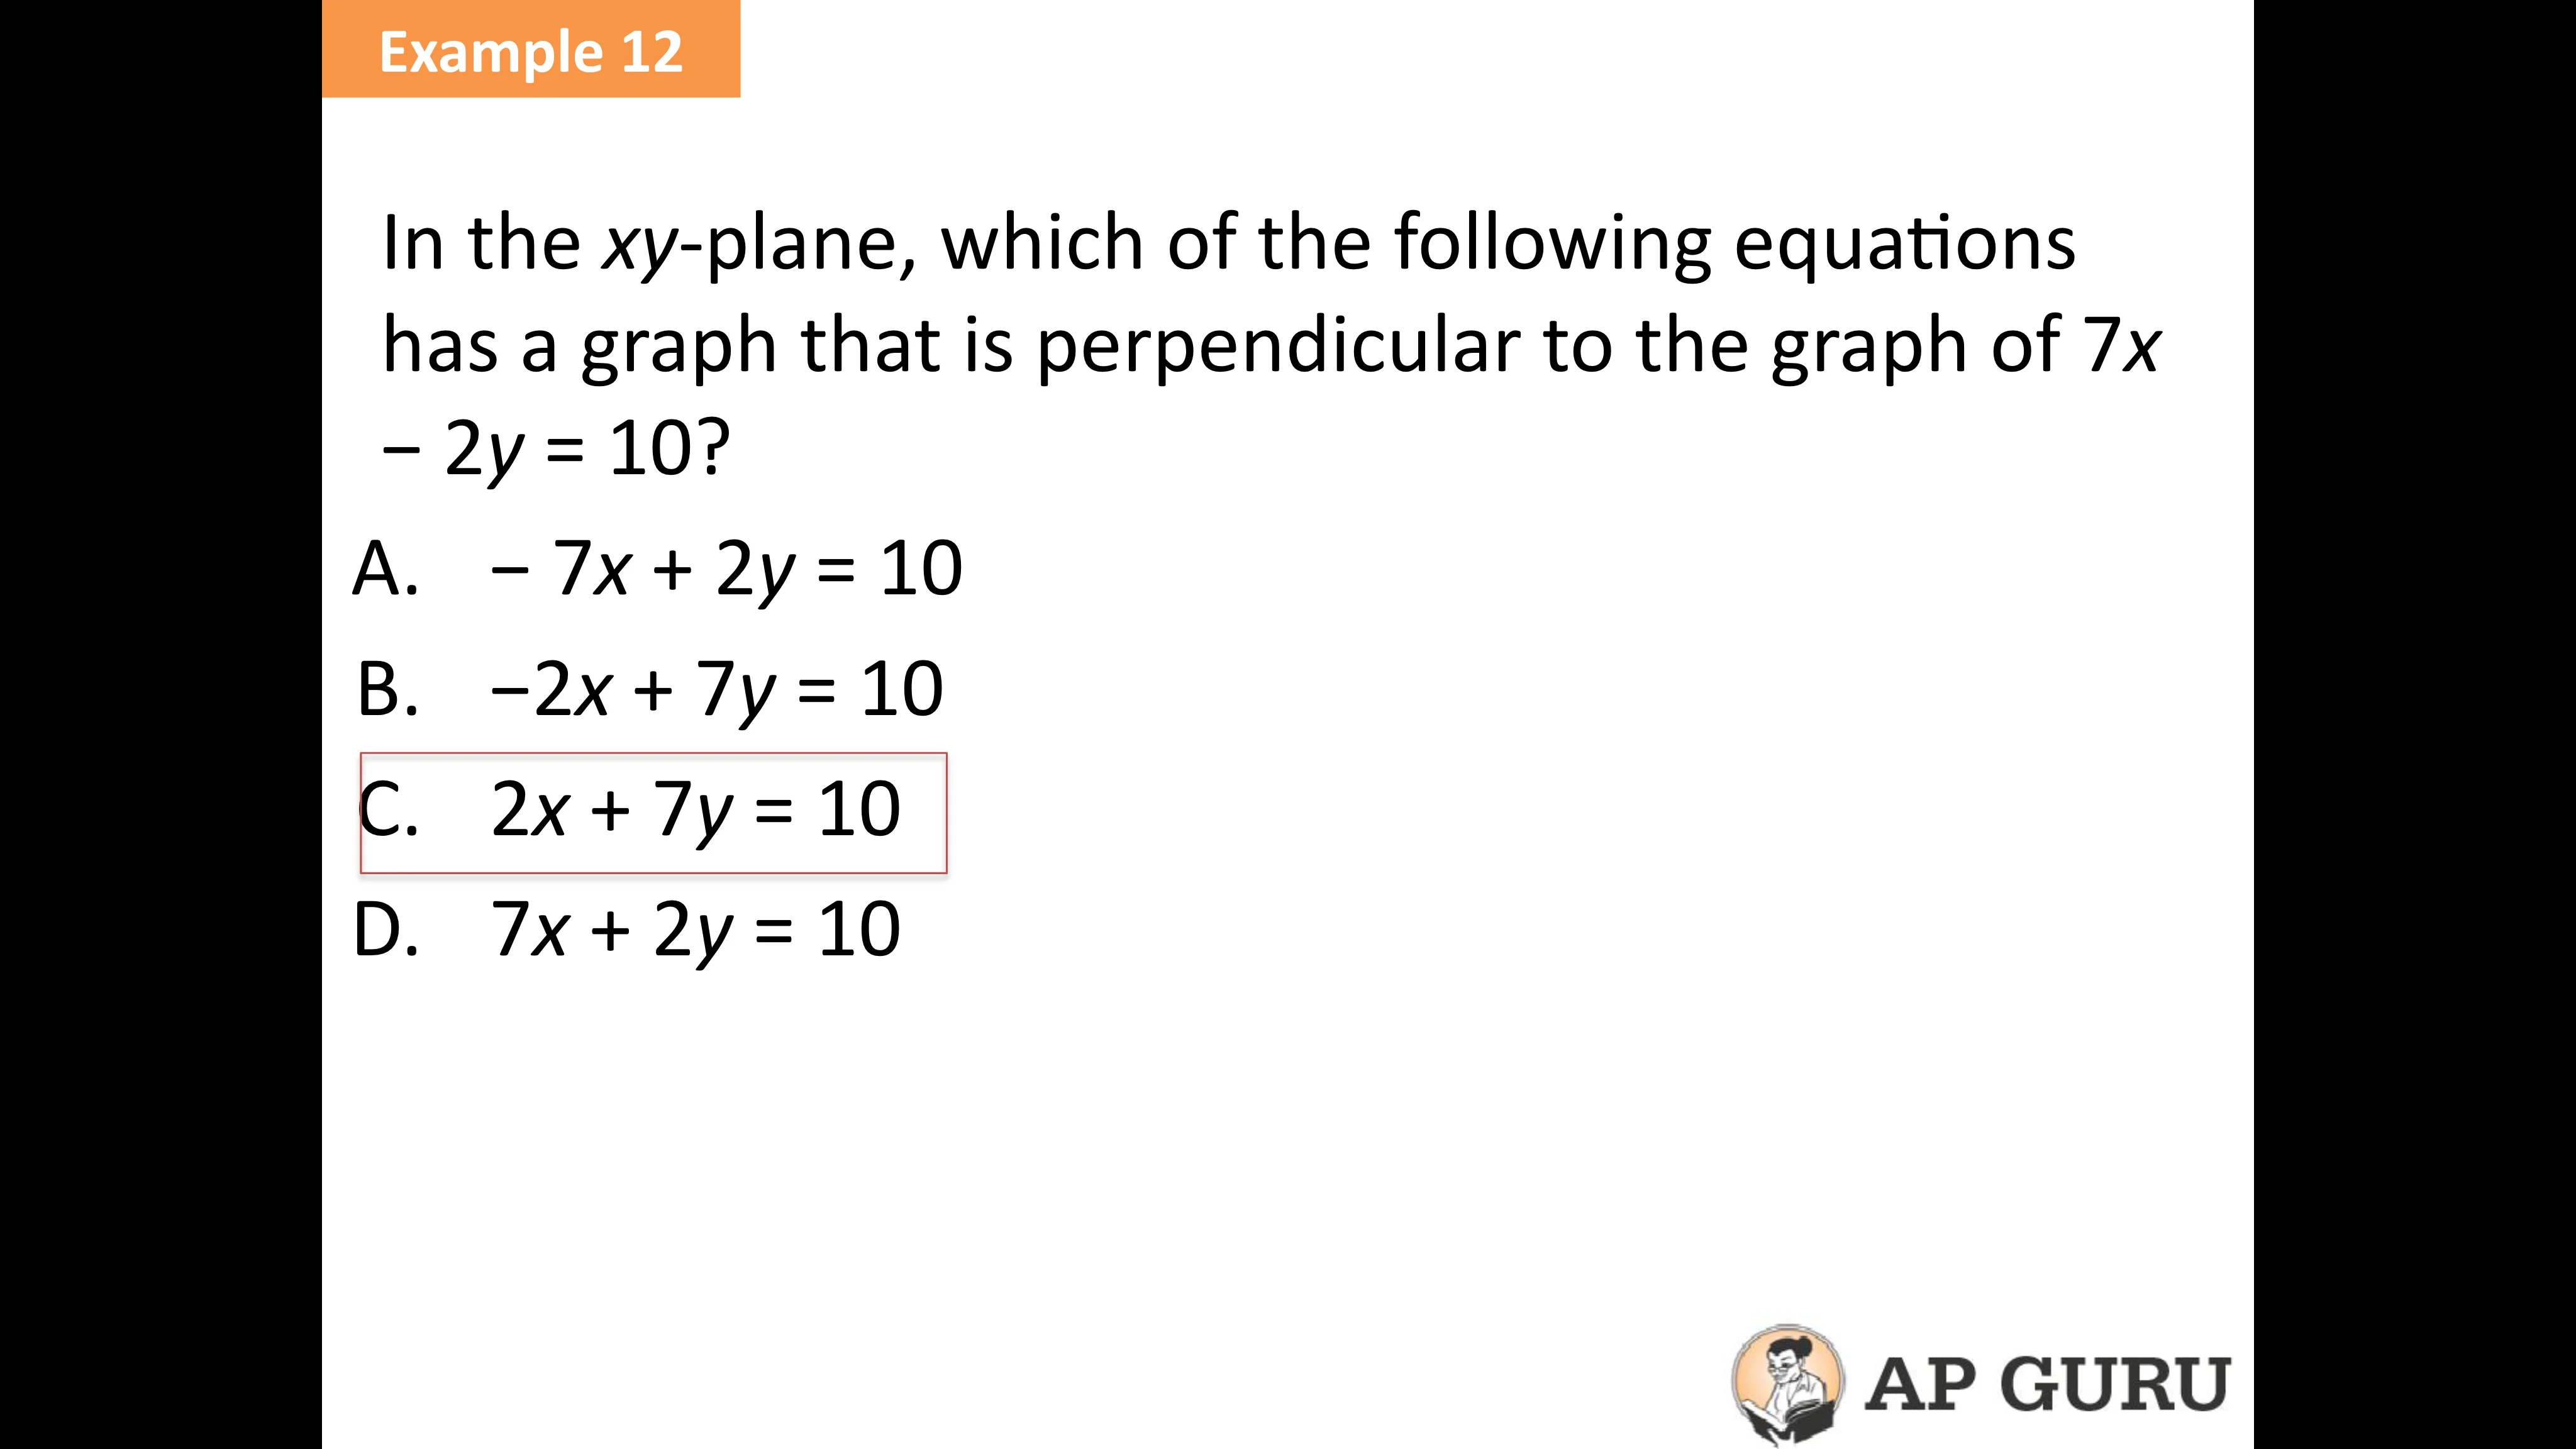 Example 12
In the xy-plane, which of the following equations
has a graph that is perpendicular to the graph of 7x
− 2y = 10?
A. − 7x + 2y = 10
B. −2x + 7y = 10
C. 2x + 7y = 10
D. 7x + 2y = 10
AP GURU